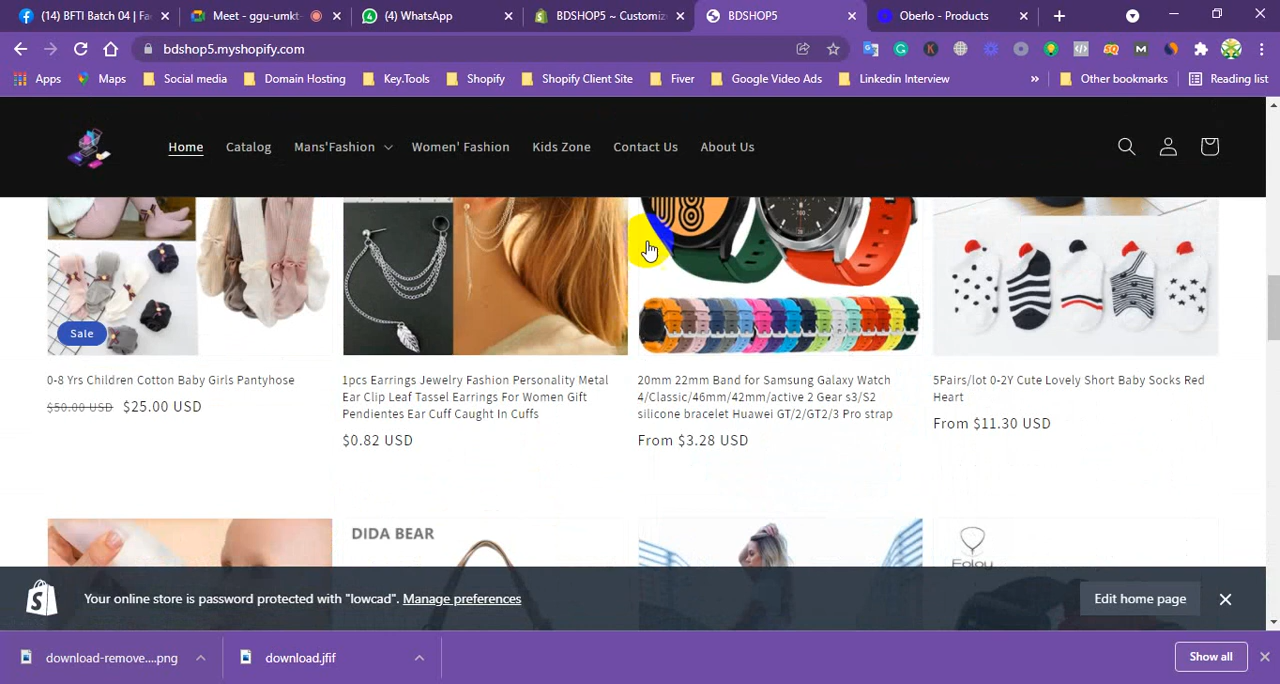 (14) BFTI Batch 04 | Fa
Meet - ggu-umkt-
(4) WhatsApp
BDSHOP5 ~ Customiz
BDSHOP5
Oberlo - Products
bdshop5.myshopify.com
Apps
Maps
Social media
Domain Hosting
Key.Tools
Shopify
Shopify Client Site
Fiver
Google Video Ads
Linkedin Interview
»
Other bookmarks
Reading list
Home
Catalog
Mans'Fashion
Women' Fashion
Kids Zone
Contact Us
About Us
Sale
0-8 Yrs Children Cotton Baby Girls Pantyhose
$50.00 USD $25.00 USD
1pcs Earrings Jewelry Fashion Personality Metal
Ear Clip Leaf Tassel Earrings For Women Gift
Pendientes Ear Cuff Caught In Cuffs
$0.82 USD
20mm 22mm Band for Samsung Galaxy Watch
4/Classic/46mm/42mm/active 2 Gear s3/S2
silicone bracelet Huawei GT/2/GT2/3 Pro strap
From $3.28 USD
5Pairs/lot 0-2Y Cute Lovely Short Baby Socks Red
Heart
From $11.30 USD
DIDA BEAR
Your online store is password protected with "lowcad". Manage preferences
Edit home page
download-remove....png
download.jfif
Show all